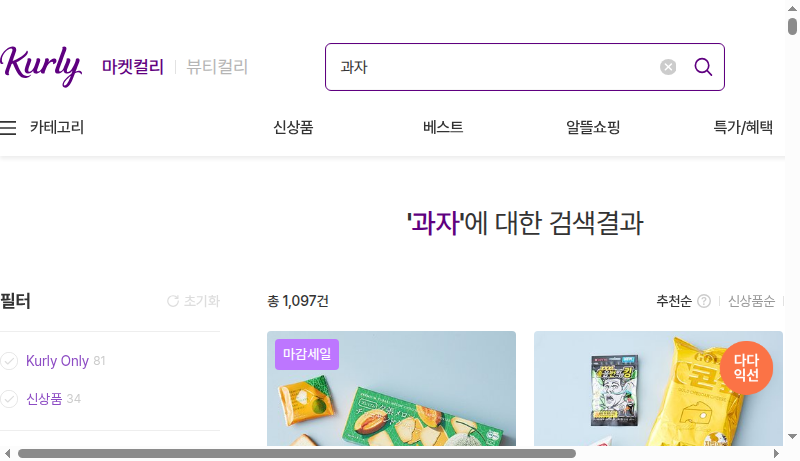 Kurly 마켓컬리 뷰티컬리 과자
카테고리 신상품 베스트 알뜰쇼핑 특가/혜택
'과자'에 대한 검색결과
필터 초기화 총 1,097건 추천순 ? 신상품순
Kurly Only 81
신상품 34
마감세일
다다
익선